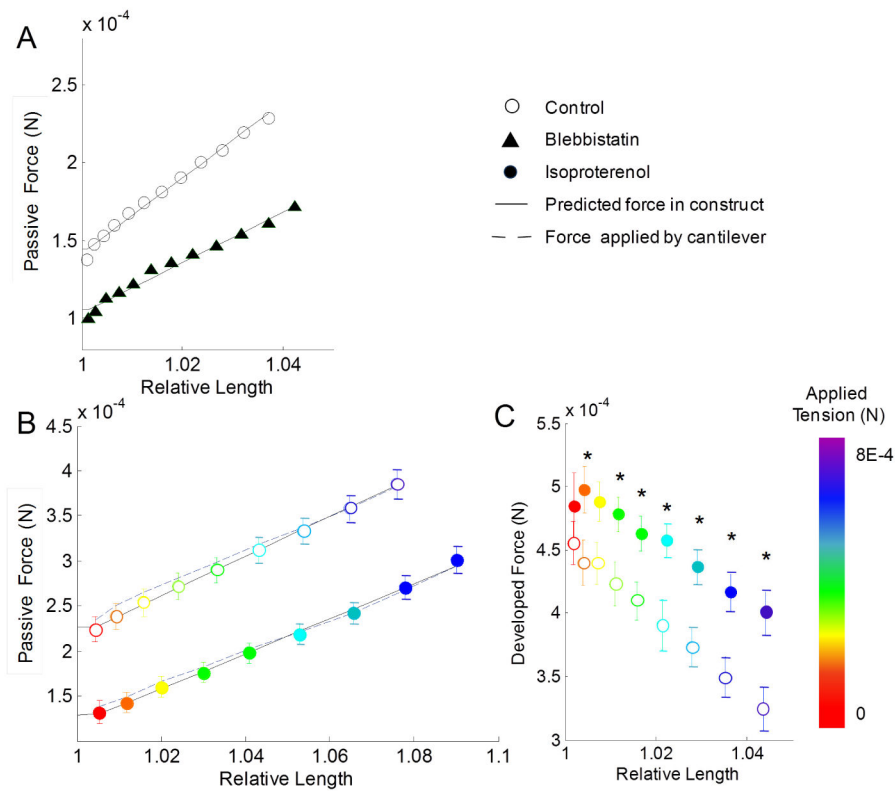 A
x 10-4
2.5
2
1.5
1
Passive Force (N)
1
1.02
1.04
Relative Length
Control
Blebbistatin
Isoproterenol
Predicted force in construct
Force applied by cantilever
B
x 10-4
4.5
4
3.5
3
2.5
2
1.5
1
Passive Force (N)
1
1.02
1.04
1.06
1.08
1.1
Relative Length
C
x 10-4
5.5
5
4.5
4
3.5
3
Developed Force (N)
* * * * * * *
1
1.02
1.04
Relative Length
Applied
Tension (N)
8E-4
0